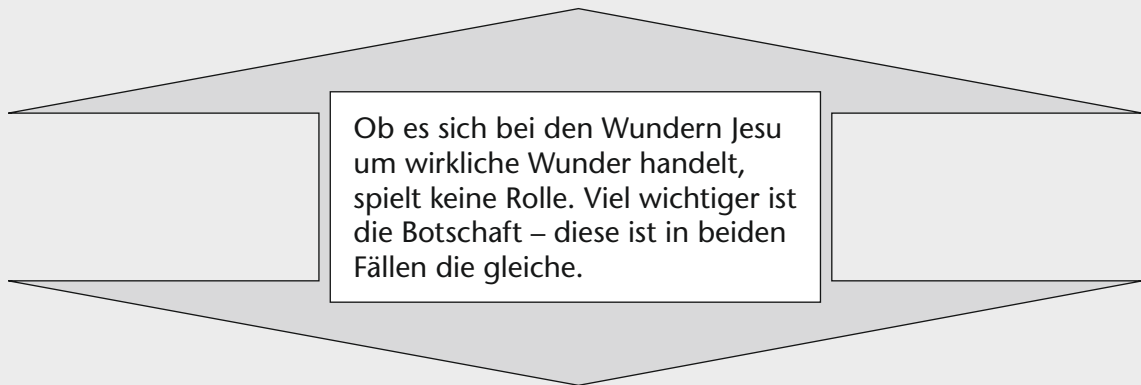 Ob es sich bei den Wundern Jesu
um wirkliche Wunder handelt,
spielt keine Rolle. Viel wichtiger ist
die Botschaft – diese ist in beiden
Fällen die gleiche.